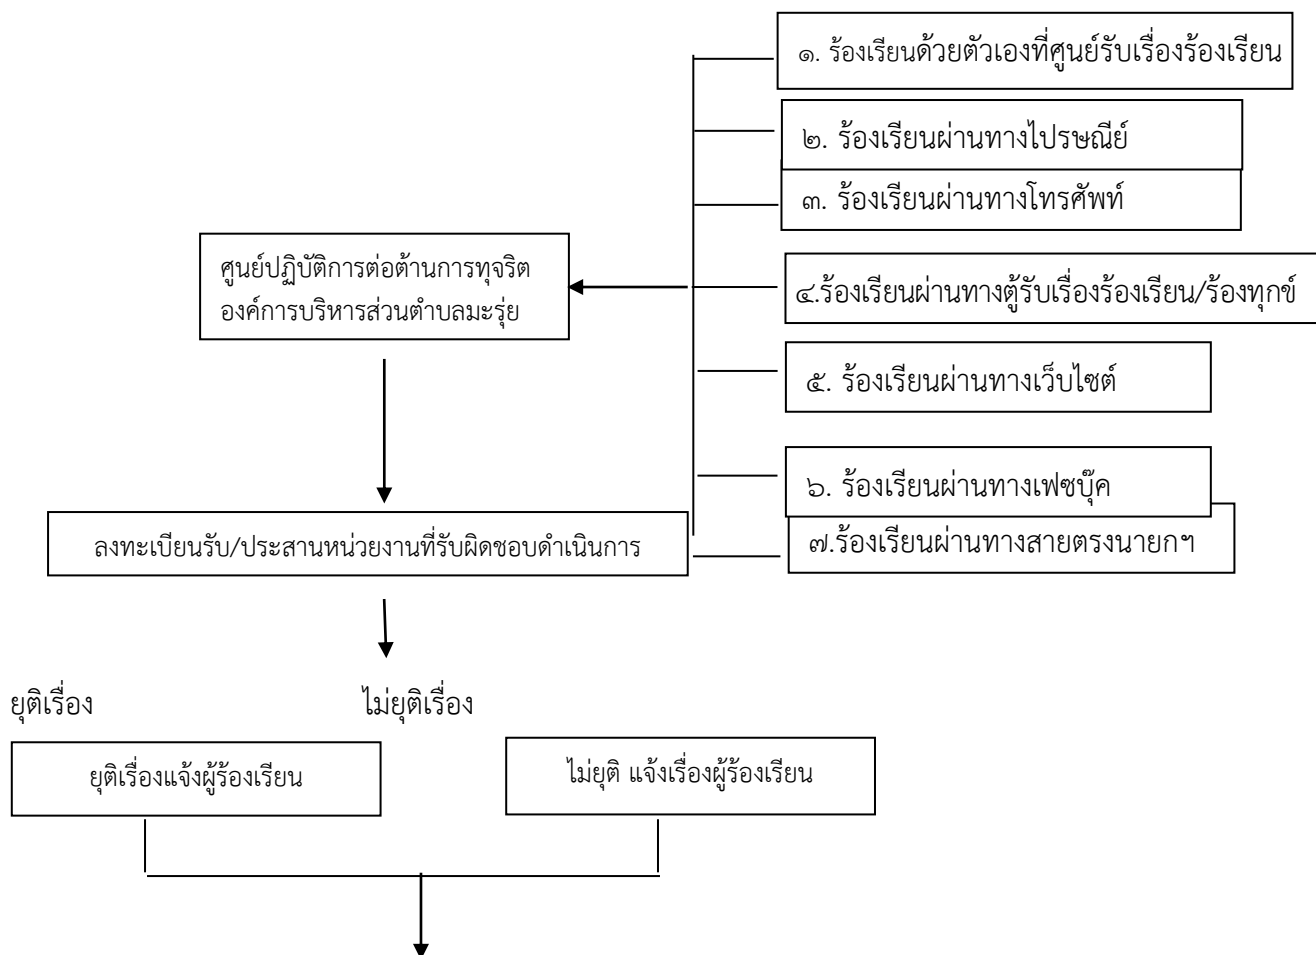 ๑. ร้องเรียนด้วยตัวเองที่ศูนย์รับเรื่องร้องเรียน
๒. ร้องเรียนผ่านทางไปรษณีย์
๓. ร้องเรียนผ่านทางโทรศัพท์
ศูนย์ปฏิบัติการต่อต้านการทุจริต
องค์การบริหารส่วนตำบลมะรุ่ย
๔.ร้องเรียนผ่านทางตู้รับเรื่องร้องเรียน/ร้องทุกข์
๕. ร้องเรียนผ่านทางเว็บไซต์
๖. ร้องเรียนผ่านทางเฟซบุ๊ค
๗.ร้องเรียนผ่านทางสายตรงนายกฯ
ลงทะเบียนรับ/ประสานหน่วยงานที่รับผิดชอบดำเนินการ
ยุติเรื่อง
ไม่ยุติเรื่อง
ยุติเรื่องแจ้งผู้ร้องเรียน
ไม่ยุติ แจ้งเรื่องผู้ร้องเรียน